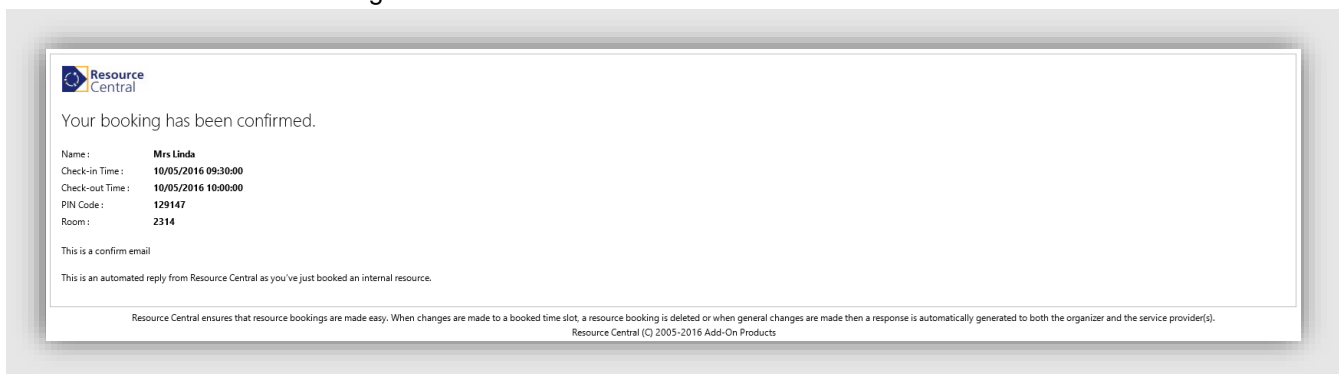 Resource
Central
Your booking has been confirmed.
Name : Mrs Linda
Check-in Time : 10/05/2016 09:30:00
Check-out Time : 10/05/2016 10:00:00
PIN Code : 129147
Room : 2314
This is a confirm email
This is an automated reply from Resource Central as you've just booked an internal resource.
Resource Central ensures that resource bookings are made easy. When changes are made to a booked time slot, a resource booking is deleted or when general changes are made then a response is automatically generated to both the organizer and the service provider(s).
Resource Central (C) 2005-2016 Add-On Products